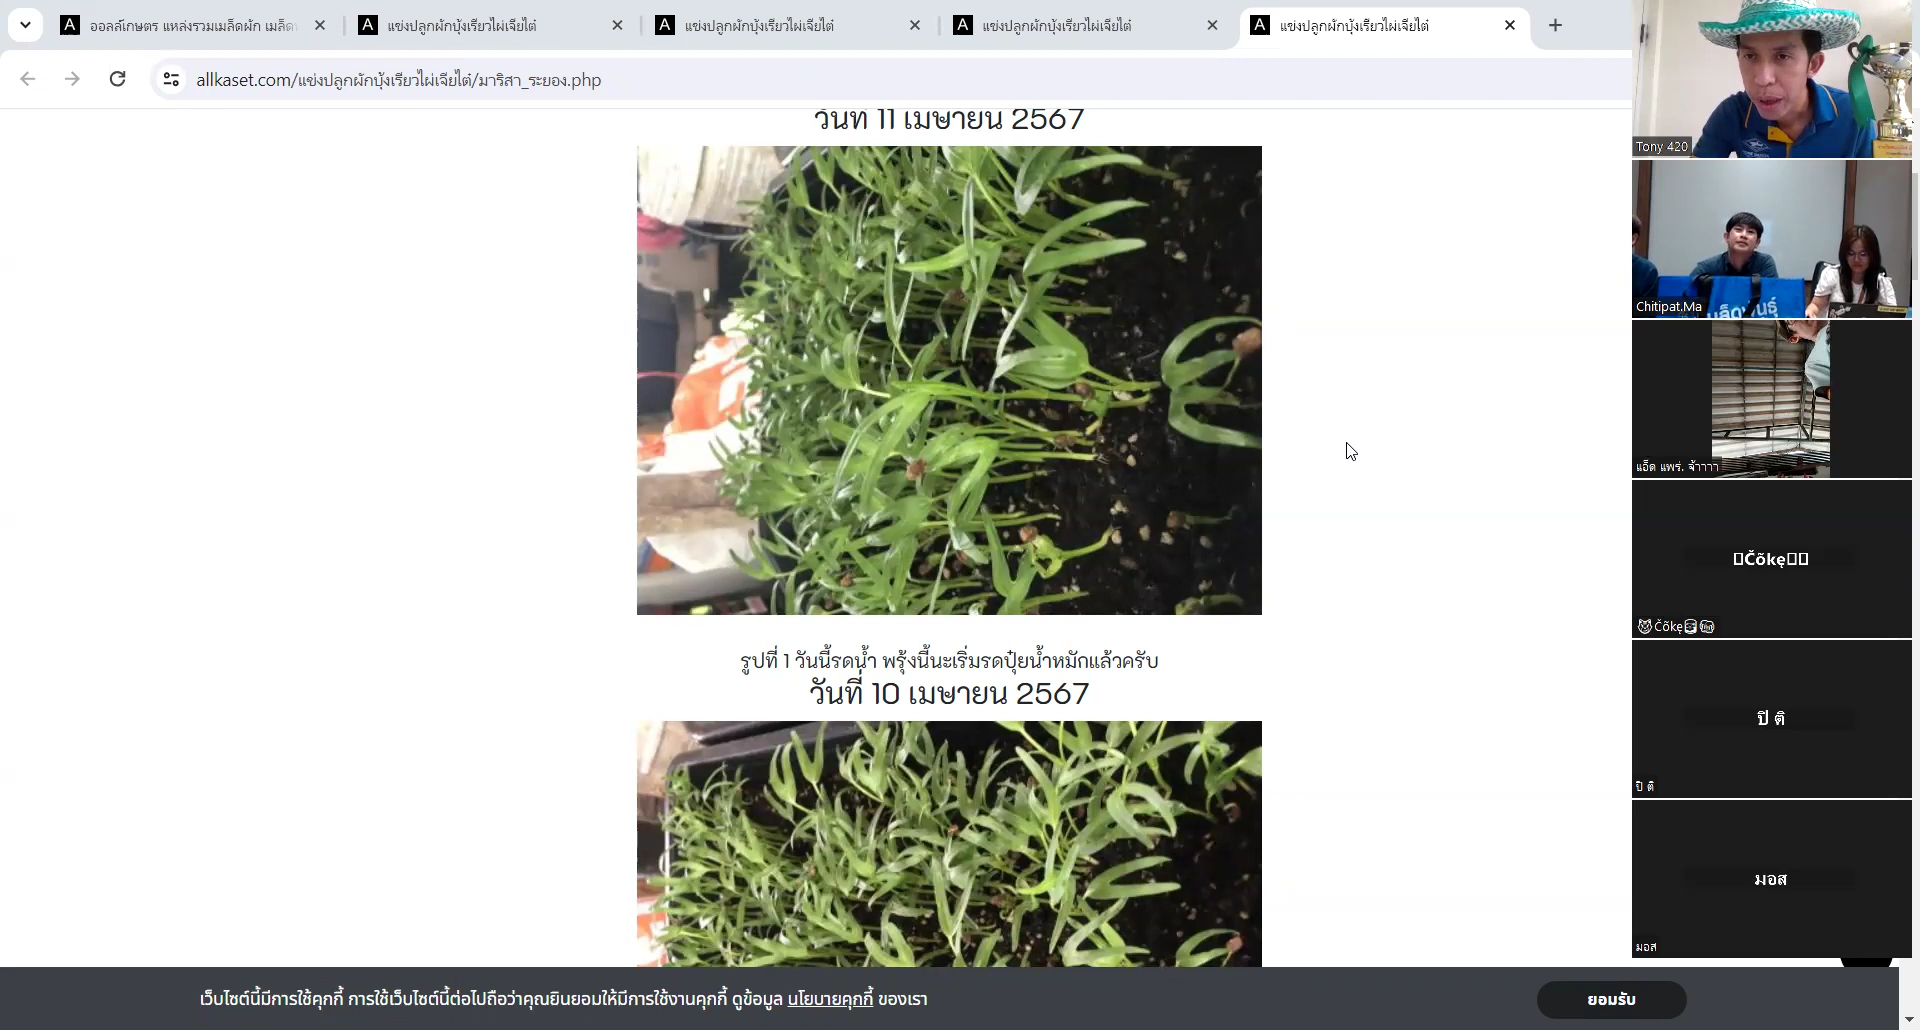 ออลล์เกษตร แหล่งรวมเมล็ดผัก เมล็ด
แข่งปลูกผักบุ้งเรียวไผ่เจียไต๋
แข่งปลูกผักบุ้งเรียวไผ่เจียไต๋
แข่งปลูกผักบุ้งเรียวไผ่เจียไต๋
แข่งปลูกผักบุ้งเรียวไผ่เจียไต๋
allkaset.com/แข่งปลูกผักบุ้งเรียวไผ่เจียไต๋/มาริสา_ระยอง.php
วันที่ 11 เมษายน 2567
รูปที่ 1 วันนี้รดน้ำ พรุ้งนี้นะเริ่มรดปุ๋ยน้ำหมักแล้วครับ
วันที่ 10 เมษายน 2567
Tony 420
Chitipat.Ma
แอ็ด แพร่. จ้าาาา
Čõkę
Čõkę
ปิ ติ
ปิ ติ
มอส
มอส
เว็บไซต์นี้มีการใช้คุกกี้ การใช้เว็บไซต์นี้ต่อไปถือว่าคุณยินยอมให้มีการใช้งานคุกกี้ ดูข้อมูล นโยบายคุกกี้ ของเรา
ยอมรับ